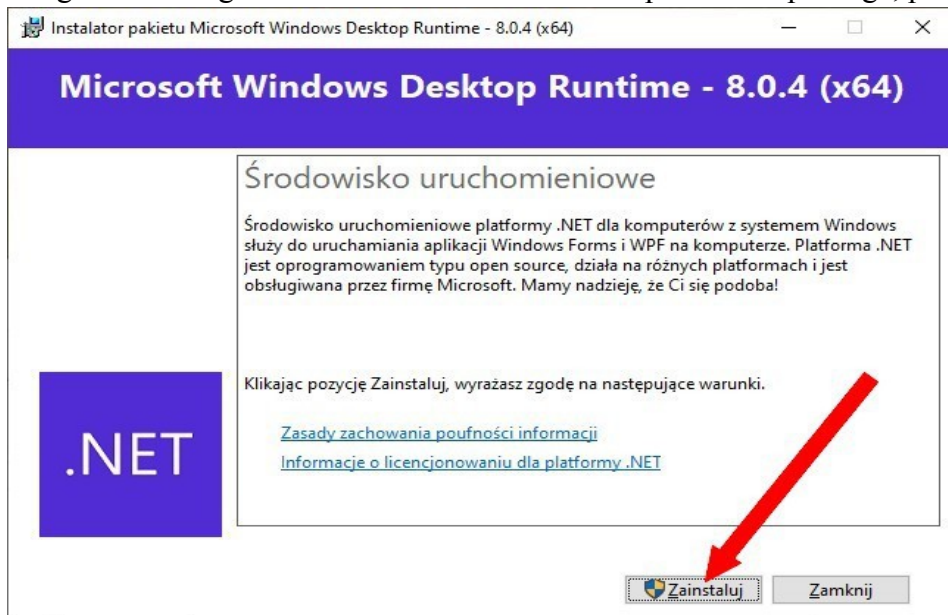 Instalator pakietu Microsoft Windows Desktop Runtime - 8.0.4 (x64)
Microsoft Windows Desktop Runtime - 8.0.4 (x64)
Środowisko uruchomieniowe
Środowisko uruchomieniowe platformy .NET dla komputerów z systemem Windows
służy do uruchamiania aplikacji Windows Forms i WPF na komputerze. Platforma .NET
jest oprogramowaniem typu open source, działa na różnych platformach i jest
obsługiwana przez firmę Microsoft. Mamy nadzieję, że Ci się podoba!
Klikając pozycję Zainstaluj, wyrażasz zgodę na następujące warunki.
Zasady zachowania poufności informacji
Informacje o licencjonowaniu dla platformy .NET
.NET
Zainstaluj
Zamknij